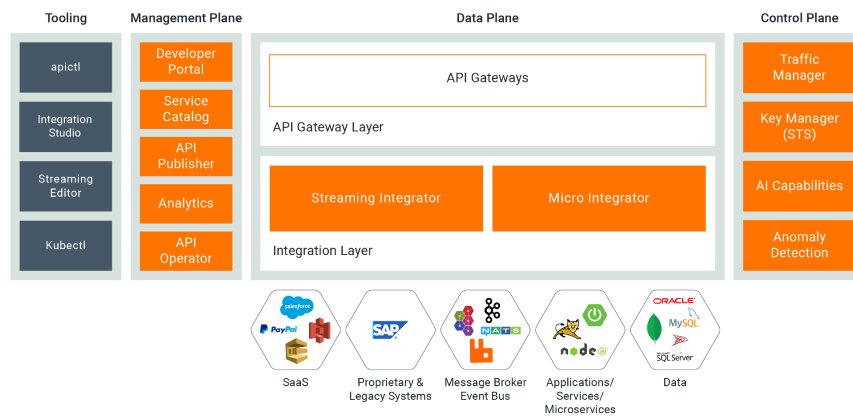 Tooling
Management Plane
Data Plane
Control Plane
apictl
Integration
Studio
Streaming
Editor
Kubectl
Developer
Portal
Service
Catalog
API
Publisher
Analytics
API
Operator
API Gateways
API Gateway Layer
Streaming Integrator
Micro Integrator
Integration Layer
Traffic
Manager
Key Manager
(STS)
AI Capabilities
Anomaly
Detection
salesforce
PayPal
SaaS
SAP
Proprietary &
Legacy Systems
NATS
Message Broker
Event Bus
node
Applications/
Services/
Microservices
ORACLE
MySQL
SQL Server
Data